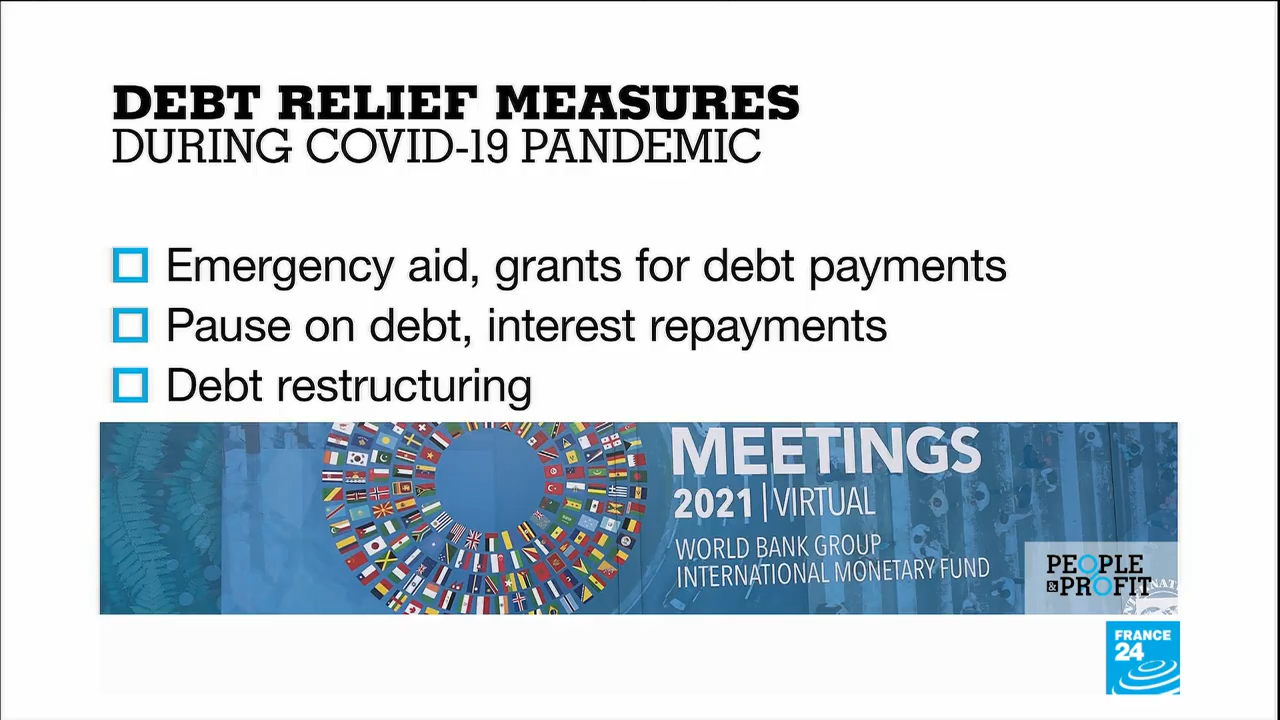 DEBT RELIEF MEASURES
DURING COVID-19 PANDEMIC
Emergency aid, grants for debt payments
Pause on debt, interest repayments
Debt restructuring
MEETINGS
2021 | VIRTUAL
WORLD BANK GROUP
INTERNATIONAL MONETARY FUND
PEOPLE
& PROFIT
FRANCE
24